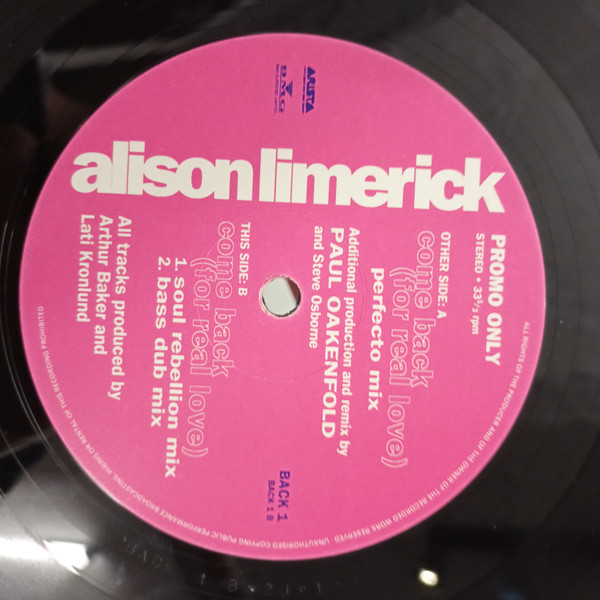 ARISTA
BMG
alison limerick
PROMO ONLY
STEREO • 33⅓ rpm
OTHER SIDE: A
come back
(for real love)
perfecto mix
Additional production and remix by
PAUL OAKENFOLD
and Steve Osborne
THIS SIDE: B
come back
(for real love)
1. soul rebellion mix
2. bass dub mix
All tracks produced by
Arthur Baker and
Lati Kronlund
BACK 1
BACK 1 B
ALL RIGHTS OF THE PRODUCER AND OF THE OWNER OF THE RECORDED WORK RESERVED UNAUTHORISED COPYING PUBLIC PERFORMANCE BROADCASTING, HIRING OR RENTAL OF THIS RECORDING PROHIBITED